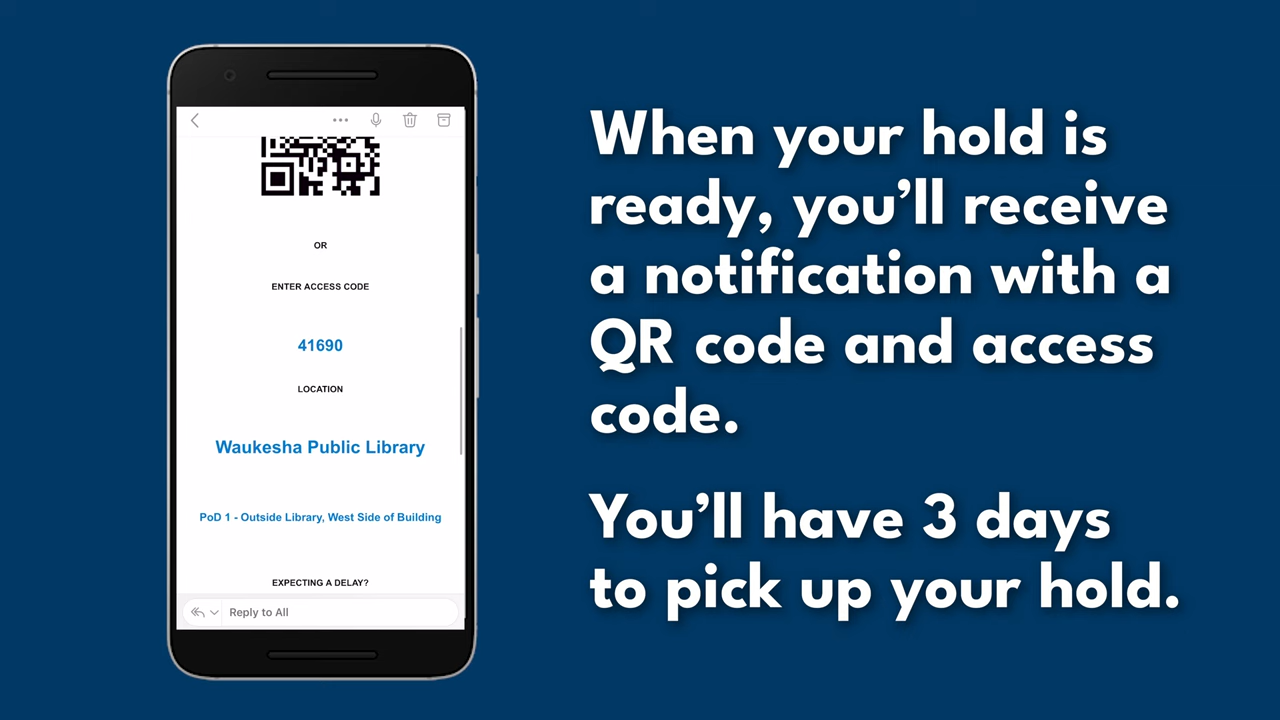 OR
ENTER ACCESS CODE
41690
LOCATION
Waukesha Public Library
PoD 1 - Outside Library, West Side of Building
EXPECTING A DELAY?
Reply to All
When your hold is
ready, you’ll receive
a notification with a
QR code and access
code.
You’ll have 3 days
to pick up your hold.